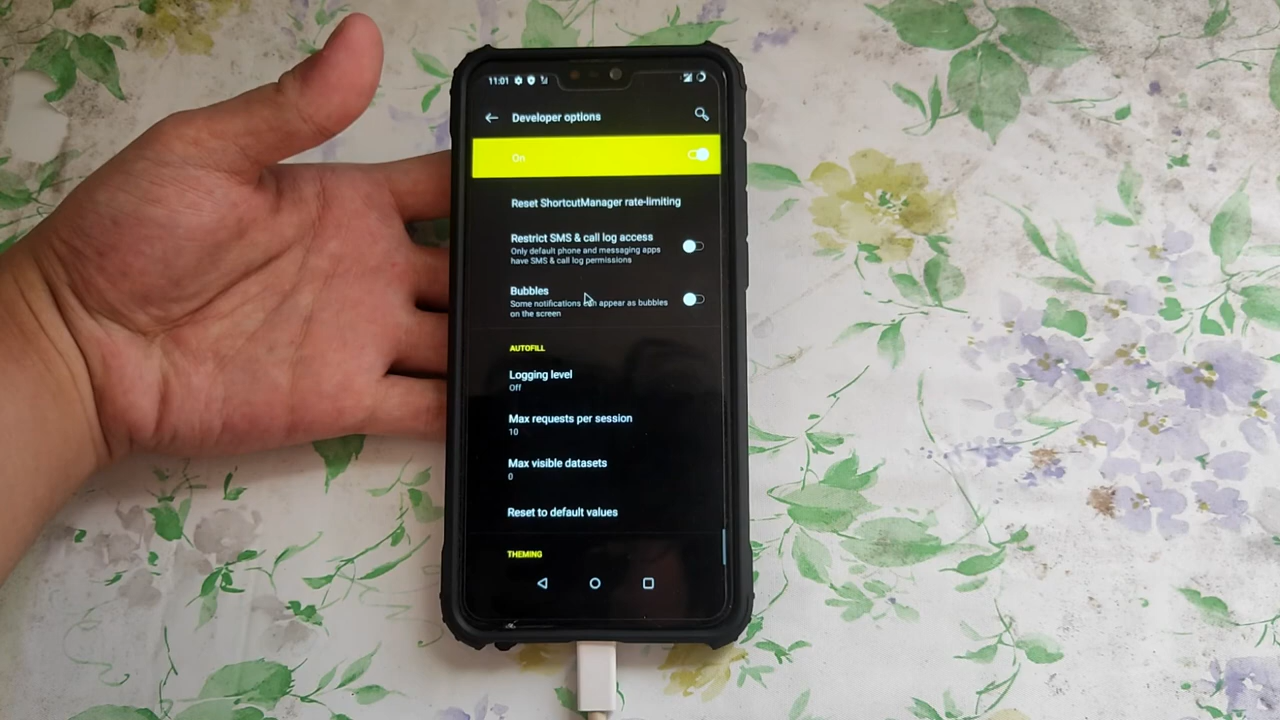 11:01
Developer options
On
Reset ShortcutManager rate-limiting
Restrict SMS & call log access
Only default phone and messaging apps
have SMS & call log permissions
Bubbles
Some notifications can appear as bubbles
on the screen
AUTOFILL
Logging level
Off
Max requests per session
10
Max visible datasets
0
Reset to default values
THEMING